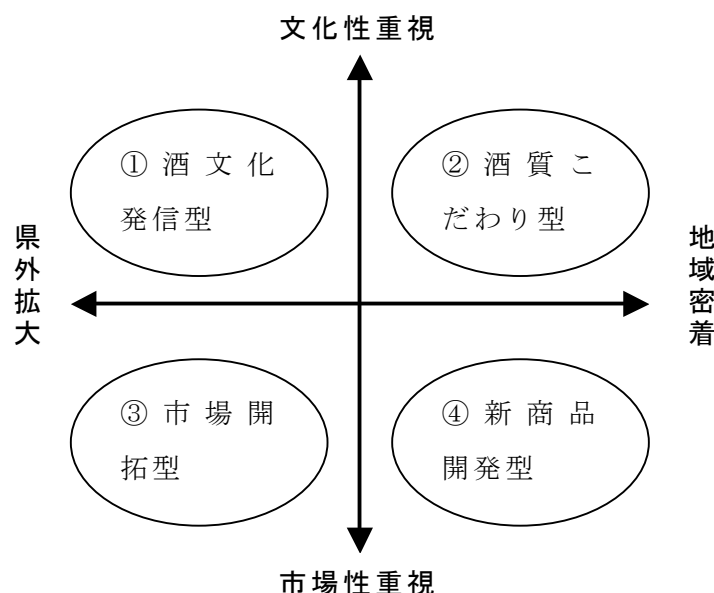 文化性重視
① 酒 文 化
発信型
② 酒 質 こ
だわり型
県外拡大
地域密着
③ 市 場 開
拓型
④ 新 商 品
開発型
市場性重視